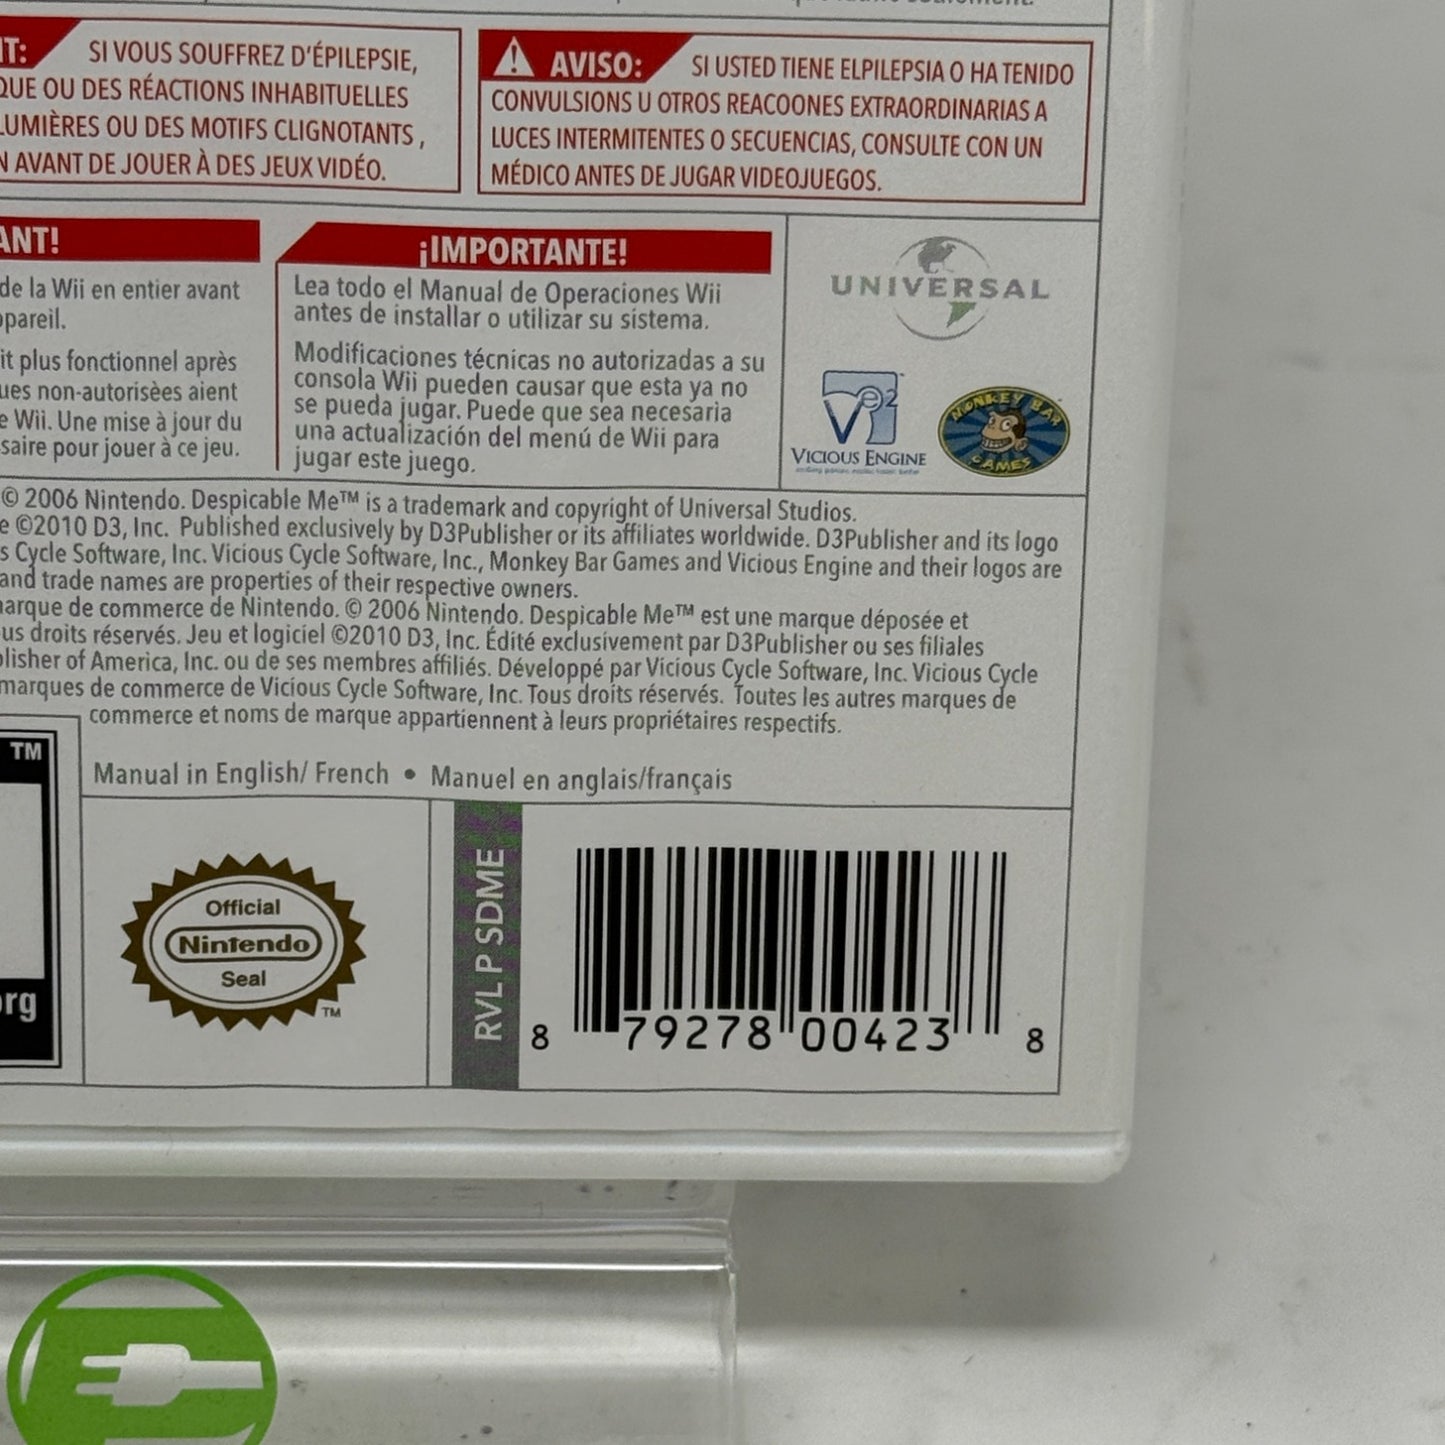 IT:
SI VOUS SOUFFREZ D'ÉPILEPSIE,
QUE OU DES RÉACTIONS INHABITUELLES
LUMIÈRES OU DES MOTIFS CLIGNOTANTS ,
N AVANT DE JOUER À DES JEUX VIDÉO.
AVISO:
SI USTED TIENE ELPILEPSIA O HA TENIDO
CONVULSIONS U OTROS REACOONES EXTRAORDINARIAS A
LUCES INTERMITENTES O SECUENCIAS, CONSULTE CON UN
MÉDICO ANTES DE JUGAR VIDEOJUEGOS.
ANT!
de la Wii en entier avant
ppareil.
it plus fonctionnel après
ues non-autorisèes aient
e Wii. Une mise à jour du
ssaire pour jouer à ce jeu.
¡IMPORTANTE!
Lea todo el Manual de Operaciones Wii
antes de installar o utilizar su sistema.
Modificaciones técnicas no autorizadas a su
consola Wii pueden causar que esta ya no
se pueda jugar. Puede que sea necesaria
una actualización del menú de Wii para
jugar este juego.
UNIVERSAL
Ve2
VICIOUS ENGINE
MONKEY BAR
GAMES
© 2006 Nintendo. Despicable Me™ is a trademark and copyright of Universal Studios.
e ©2010 D3, Inc. Published exclusively by D3Publisher or its affiliates worldwide. D3Publisher and its logo
s Cycle Software, Inc. Vicious Cycle Software, Inc., Monkey Bar Games and Vicious Engine and their logos are
and trade names are properties of their respective owners.
arque de commerce de Nintendo. © 2006 Nintendo. Despicable Me™ est une marque déposée et
us droits réservés. Jeu et logiciel ©2010 D3, Inc. Édité exclusivement par D3Publisher ou ses filiales
blisher of America, Inc. ou de ses membres affiliés. Développé par Vicious Cycle Software, Inc. Vicious Cycle
marques de commerce de Vicious Cycle Software, Inc. Tous droits réservés. Toutes les autres marques de
commerce et noms de marque appartiennent à leurs propriétaires respectifs.
TM
Manual in English/ French • Manuel en anglais/français
org
Official
Nintendo
Seal
TM
RVL P SDME
8 79278 00423 8